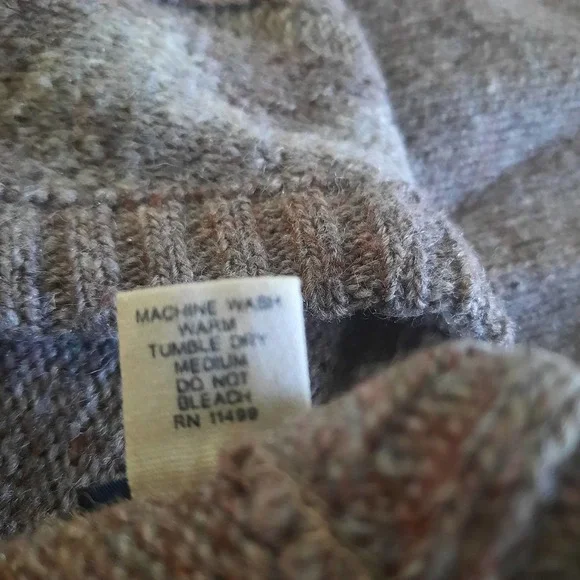 MACHINE WASH
WARM
TUMBLE DRY
MEDIUM
DO NOT
BLEACH
RN 11499